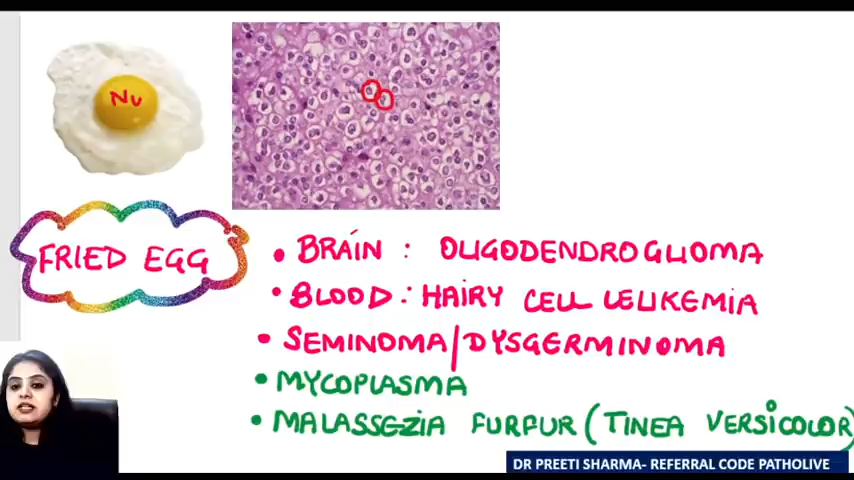 NU
FRIED EGG
• BRAIN : OLIGODENDROGLIOMA
• BLOOD : HAIRY CELL LEUKEMIA
• SEMINOMA/DYSGERMINOMA
• MYCOPLASMA
• MALASSEZIA FURFUR (TINEA VERSICOLOR)
DR PREETI SHARMA- REFERRAL CODE PATHOLIVE